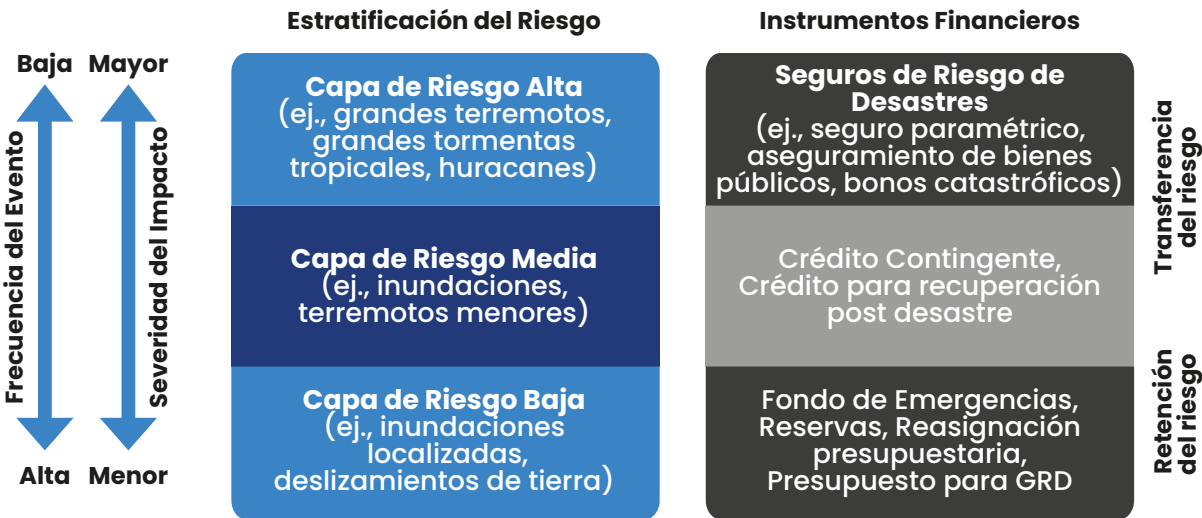 Estratificación del Riesgo
Instrumentos Financieros
Baja
Mayor
Frecuencia del Evento
Severidad del Impacto
Alta
Menor
Capa de Riesgo Alta
(ej., grandes terremotos,
grandes tormentas
tropicales, huracanes)
Seguros de Riesgo de
Desastres
(ej., seguro paramétrico,
aseguramiento de bienes
públicos, bonos catastróficos)
Transferencia
del riesgo
Capa de Riesgo Media
(ej., inundaciones,
terremotos menores)
Crédito Contingente,
Crédito para recuperación
post desastre
Capa de Riesgo Baja
(ej., inundaciones
localizadas,
deslizamientos de tierra)
Fondo de Emergencias,
Reservas, Reasignación
presupuestaria,
Presupuesto para GRD
Retención
del riesgo